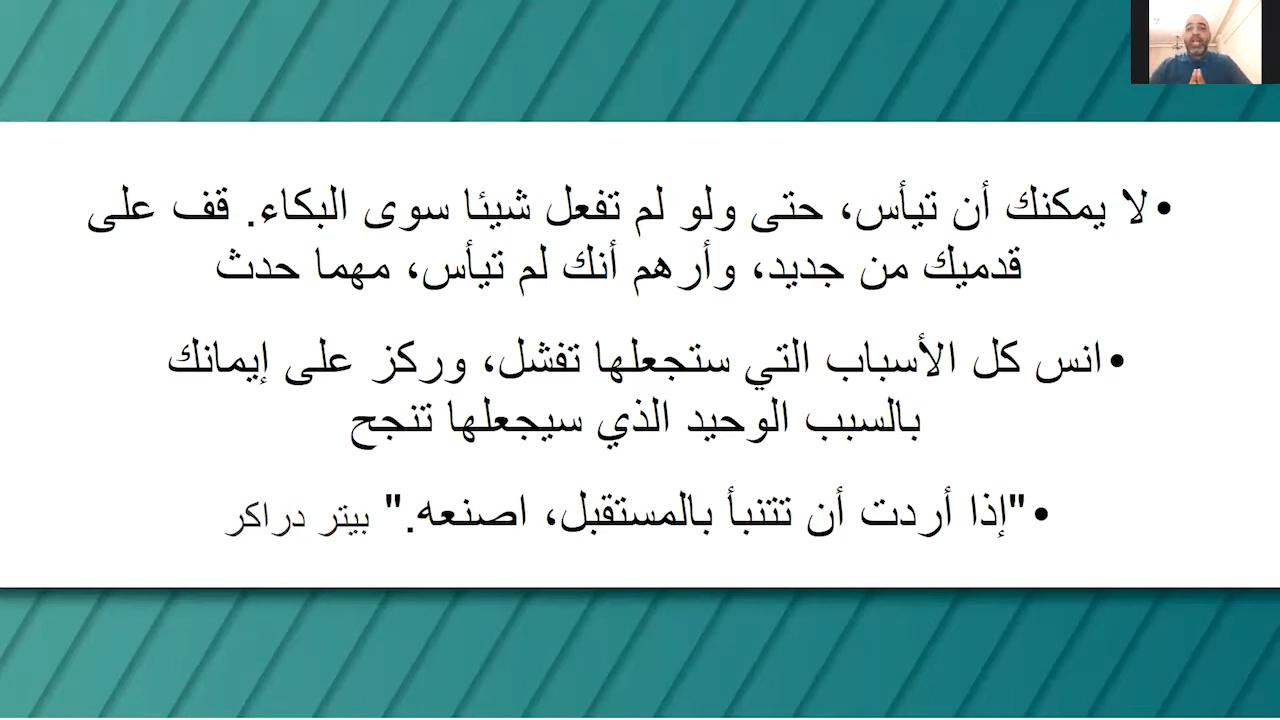 •لا يمكنك أن تيأس، حتى ولو لم تفعل شيئا سوى البكاء. قف على
قدميك من جديد، وأرهم أنك لم تيأس، مهما حدث
•انس كل الأسباب التي ستجعلها تفشل، وركز على إيمانك
بالسبب الوحيد الذي سيجعلها تنجح
•"إذا أردت أن تتنبأ بالمستقبل، اصنعه." بيتر دراكر